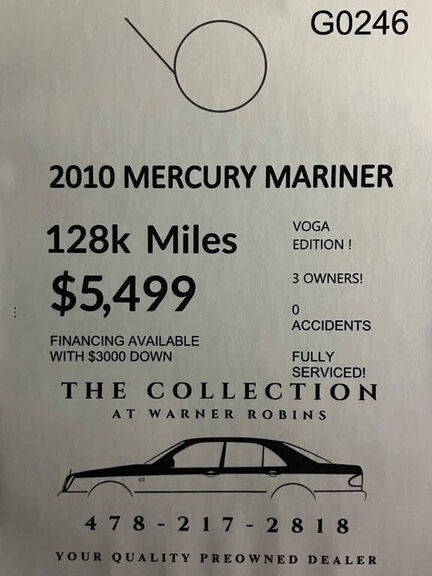 G0246
2010 MERCURY MARINER
128k Miles
$5,499
FINANCING AVAILABLE
WITH $3000 DOWN
VOGA
EDITION !
3 OWNERS!
0
ACCIDENTS
FULLY
SERVICED!
THE COLLECTION
AT WARNER ROBINS
478-217-2818
YOUR QUALITY PREOWNED DEALER